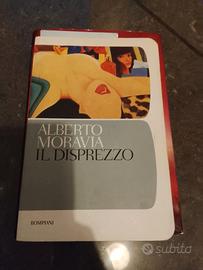 ALBERTO
MORAVIA
IL DISPREZZO
BOMPIANI
subito